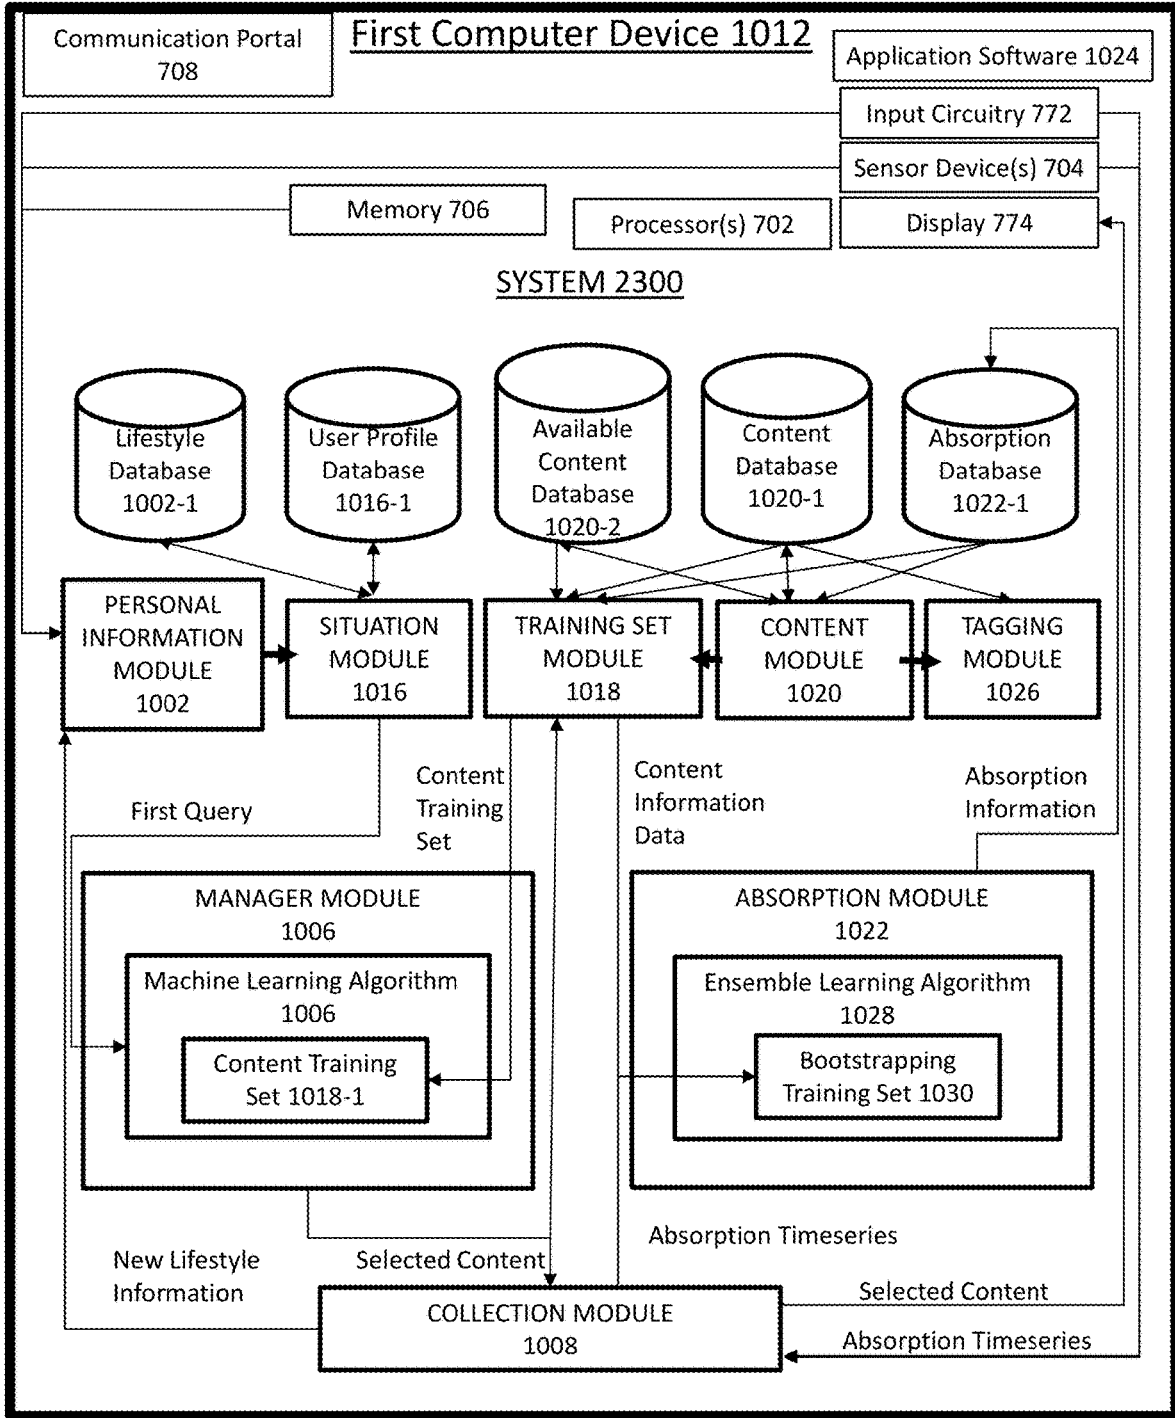 Communication Portal
708
First Computer Device 1012
Application Software 1024
Input Circuitry 772
Sensor Device(s) 704
Memory 706
Processor(s) 702
Display 774
SYSTEM 2300
Lifestyle
Database
1002-1
User Profile
Database
1016-1
Available
Content
Database
1020-2
Content
Database
1020-1
Absorption
Database
1022-1
PERSONAL
INFORMATION
MODULE
1002
SITUATION
MODULE
1016
TRAINING SET
MODULE
1018
CONTENT
MODULE
1020
TAGGING
MODULE
1026
First Query
Content
Training
Set
Content
Information
Data
Absorption
Information
MANAGER MODULE
1006
Machine Learning Algorithm
1006
Content Training
Set 1018-1
ABSORPTION MODULE
1022
Ensemble Learning Algorithm
1028
Bootstrapping
Training Set 1030
New Lifestyle
Information
Selected Content
Absorption Timeseries
Selected Content
COLLECTION MODULE
1008
Absorption Timeseries